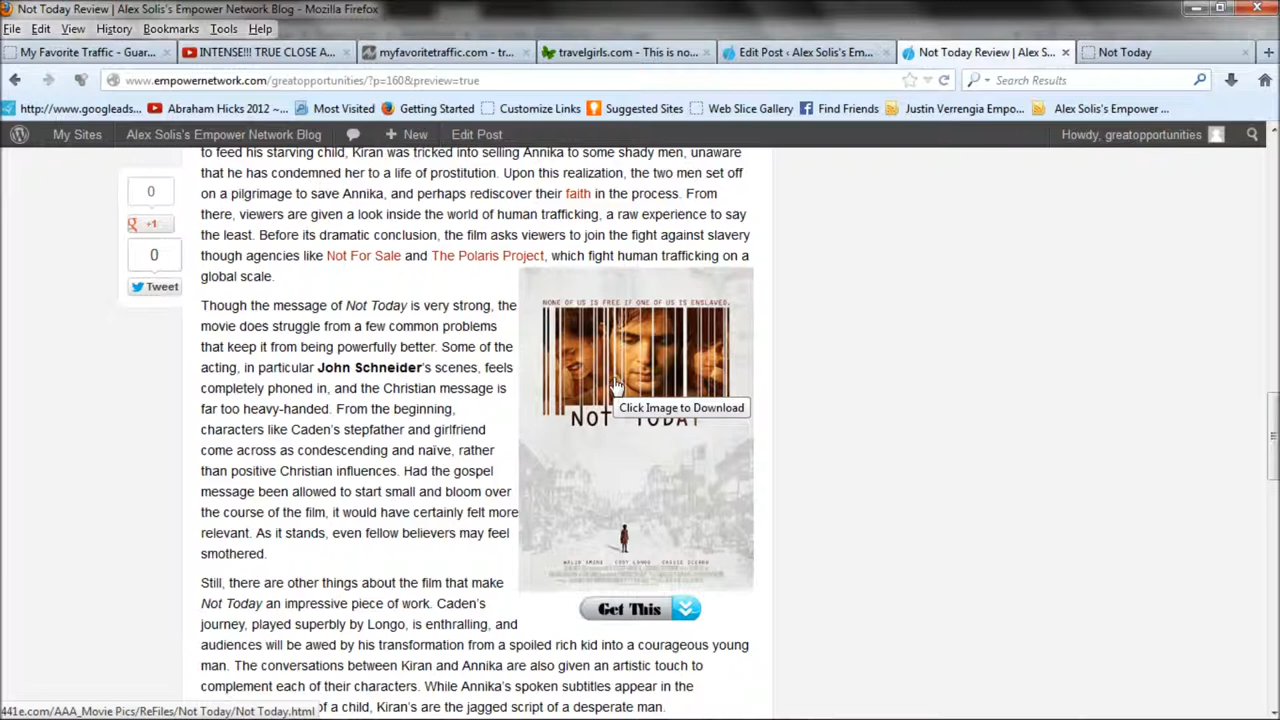 Not Today Review | Alex Solis's Empower Network Blog - Mozilla Firefox
File Edit View History Bookmarks Tools Help
My Favorite Traffic - Guar...
INTENSE!!! TRUE CLOSE A...
myfavoritetraffic.com - tr...
travelgirls.com - This is no...
Edit Post ‹ Alex Solis's Emp...
Not Today Review | Alex S...
Not Today
www.empowernetwork.com/greatopportunities/?p=160&preview=true
Search Results
http://www.googleads...
Abraham Hicks 2012 ~...
Most Visited
Getting Started
Customize Links
Suggested Sites
Web Slice Gallery
Find Friends
Justin Verrengia Empo...
Alex Solis's Empower ...
My Sites
Alex Solis's Empower Network Blog
+ New
Edit Post
Howdy, greatopportunities
0
+1
0
Tweet
to feed his starving child, Kiran was tricked into selling Annika to some shady men, unaware
that he has condemned her to a life of prostitution. Upon this realization, the two men set off
on a pilgrimage to save Annika, and perhaps rediscover their faith in the process. From
there, viewers are given a look inside the world of human trafficking, a raw experience to say
the least. Before its dramatic conclusion, the film asks viewers to join the fight against slavery
though agencies like Not For Sale and The Polaris Project, which fight human trafficking on a
global scale.
Though the message of Not Today is very strong, the
movie does struggle from a few common problems
that keep it from being powerfully better. Some of the
acting, in particular John Schneider's scenes, feels
completely phoned in, and the Christian message is
far too heavy-handed. From the beginning,
characters like Caden's stepfather and girlfriend
come across as condescending and naïve, rather
than positive Christian influences. Had the gospel
message been allowed to start small and bloom over
the course of the film, it would have certainly felt more
relevant. As it stands, even fellow believers may feel
smothered.
NONE OF US IS FREE IF ONE OF US IS ENSLAVED.
Click Image to Download
NOT TODAY
Get This
Still, there are other things about the film that make
Not Today an impressive piece of work. Caden's
journey, played superbly by Longo, is enthralling, and
audiences will be awed by his transformation from a spoiled rich kid into a courageous young
man. The conversations between Kiran and Annika are also given an artistic touch to
complement each of their characters. While Annika's spoken subtitles appear in the
of a child, Kiran's are the jagged script of a desperate man.
441e.com/AAA_Movie Pics/ReFiles/Not Today/Not Today.html